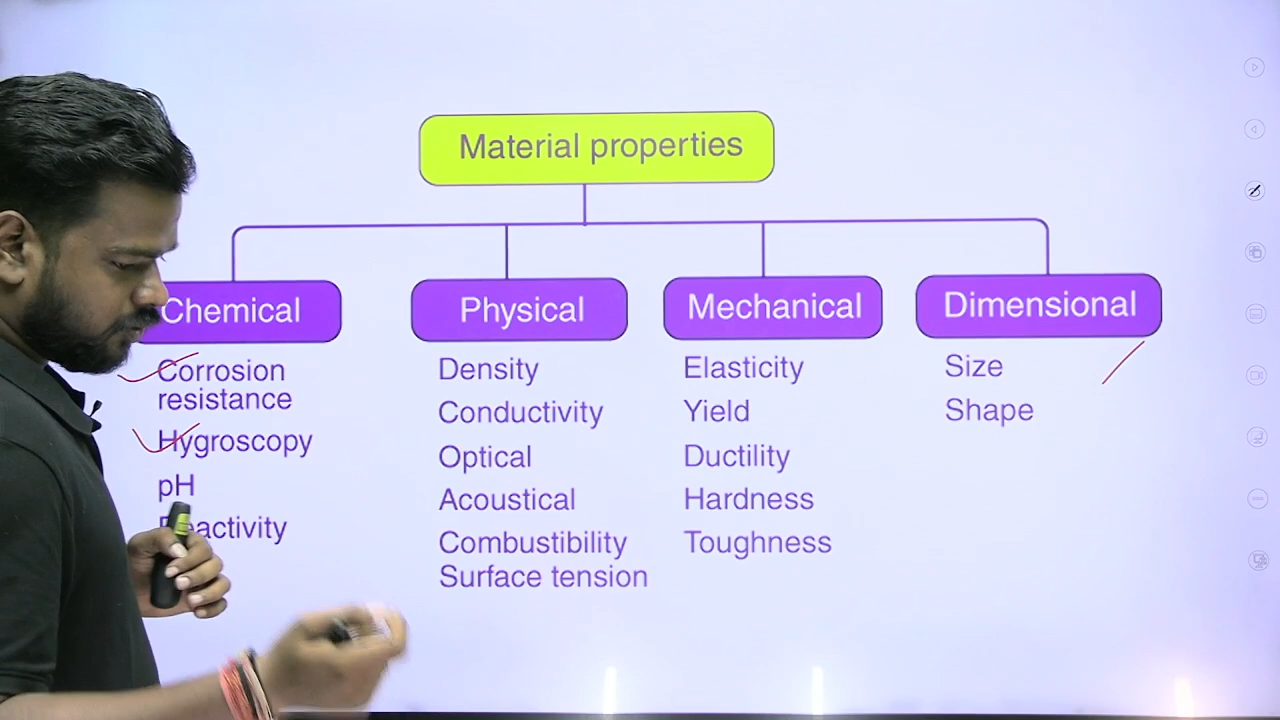 Material properties
Chemical
Corrosion
resistance
Hygroscopy
pH
Reactivity
Physical
Density
Conductivity
Optical
Acoustical
Combustibility
Surface tension
Mechanical
Elasticity
Yield
Ductility
Hardness
Toughness
Dimensional
Size
Shape